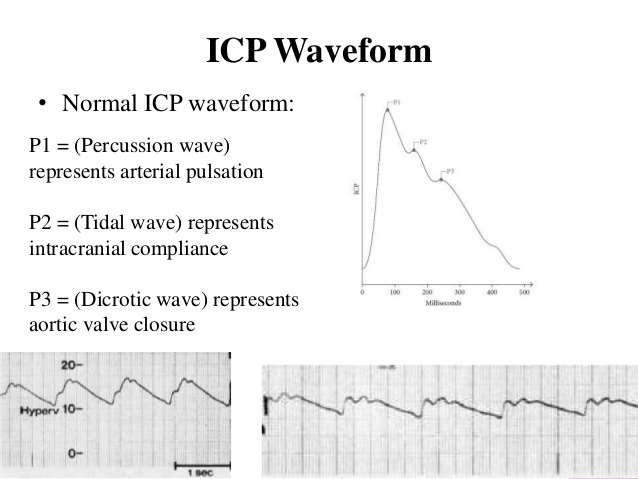 ICP Waveform
• Normal ICP waveform:
P1 = (Percussion wave)
represents arterial pulsation
P2 = (Tidal wave) represents
intracranial compliance
P3 = (Dicrotic wave) represents
aortic valve closure
P1
P2
P3
ICP
0 100 200 300 400 500
Milliseconds
20
Hyperv 10
0
1 sec